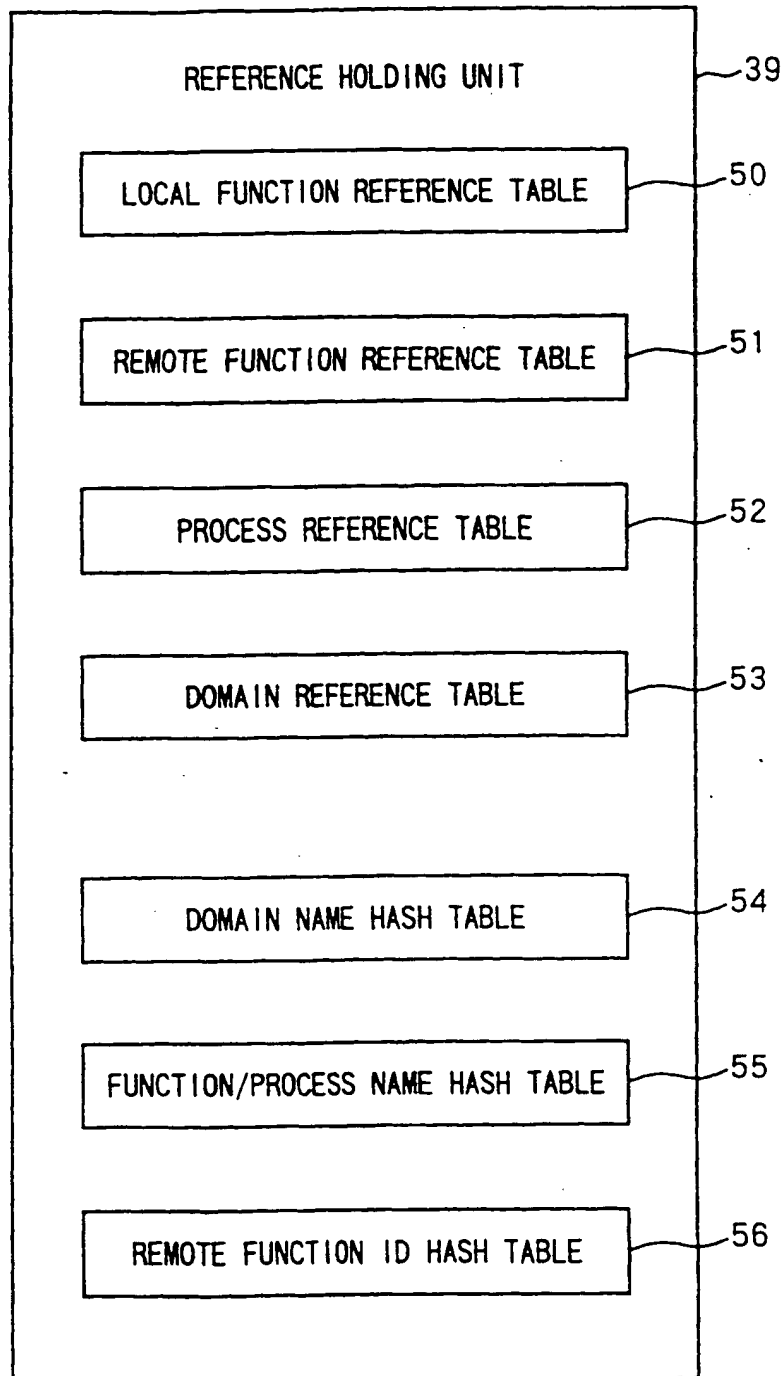 REFERENCE HOLDING UNIT 39
LOCAL FUNCTION REFERENCE TABLE 50
REMOTE FUNCTION REFERENCE TABLE 51
PROCESS REFERENCE TABLE 52
DOMAIN REFERENCE TABLE 53
DOMAIN NAME HASH TABLE 54
FUNCTION/PROCESS NAME HASH TABLE 55
REMOTE FUNCTION ID HASH TABLE 56